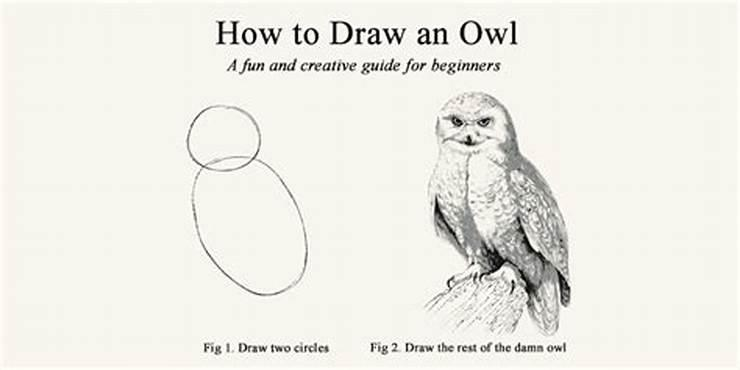 How to Draw an Owl
A fun and creative guide for beginners
Fig 1. Draw two circles
Fig 2. Draw the rest of the damn owl